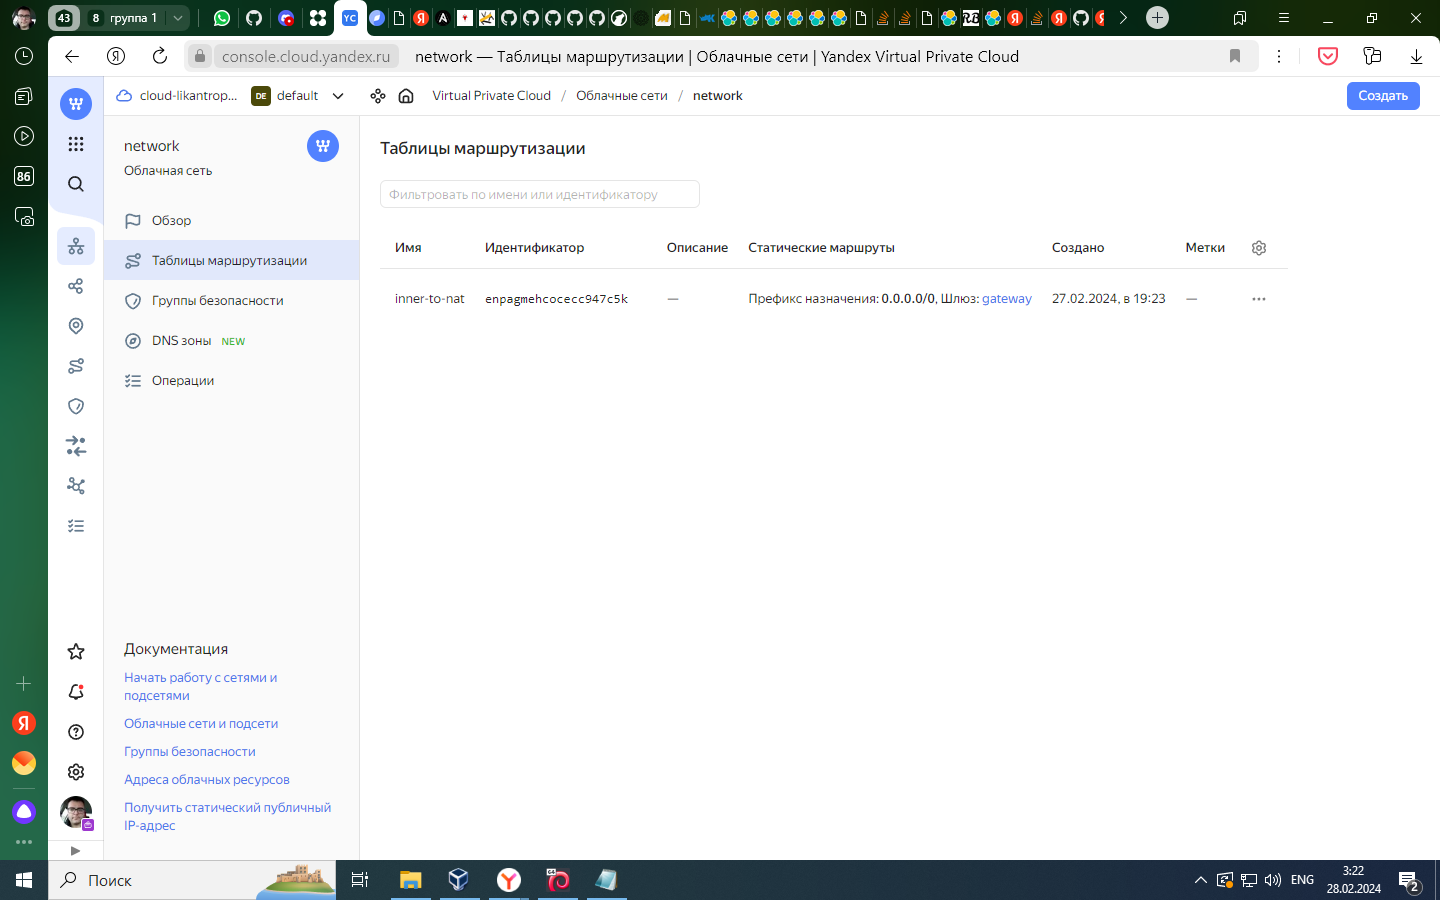 43
8 группа 1
YC
console.cloud.yandex.ru
network — Таблицы маршрутизации | Облачные сети | Yandex Virtual Private Cloud
86
cloud-likantrop...
DE default
Virtual Private Cloud / Облачные сети / network
Создать
network
Облачная сеть
Обзор
Таблицы маршрутизации
Группы безопасности
DNS зоны NEW
Операции
Документация
Начать работу с сетями и
подсетями
Облачные сети и подсети
Группы безопасности
Адреса облачных ресурсов
Получить статический публичный
IP-адрес
Таблицы маршрутизации
Фильтровать по имени или идентификатору
Имя Идентификатор Описание Статические маршруты Создано Метки
inner-to-nat enpagmehcocecc947c5k — Префикс назначения: 0.0.0.0/0, Шлюз: gateway 27.02.2024, в 19:23 —
Поиск
ENG
3:22
28.02.2024
2